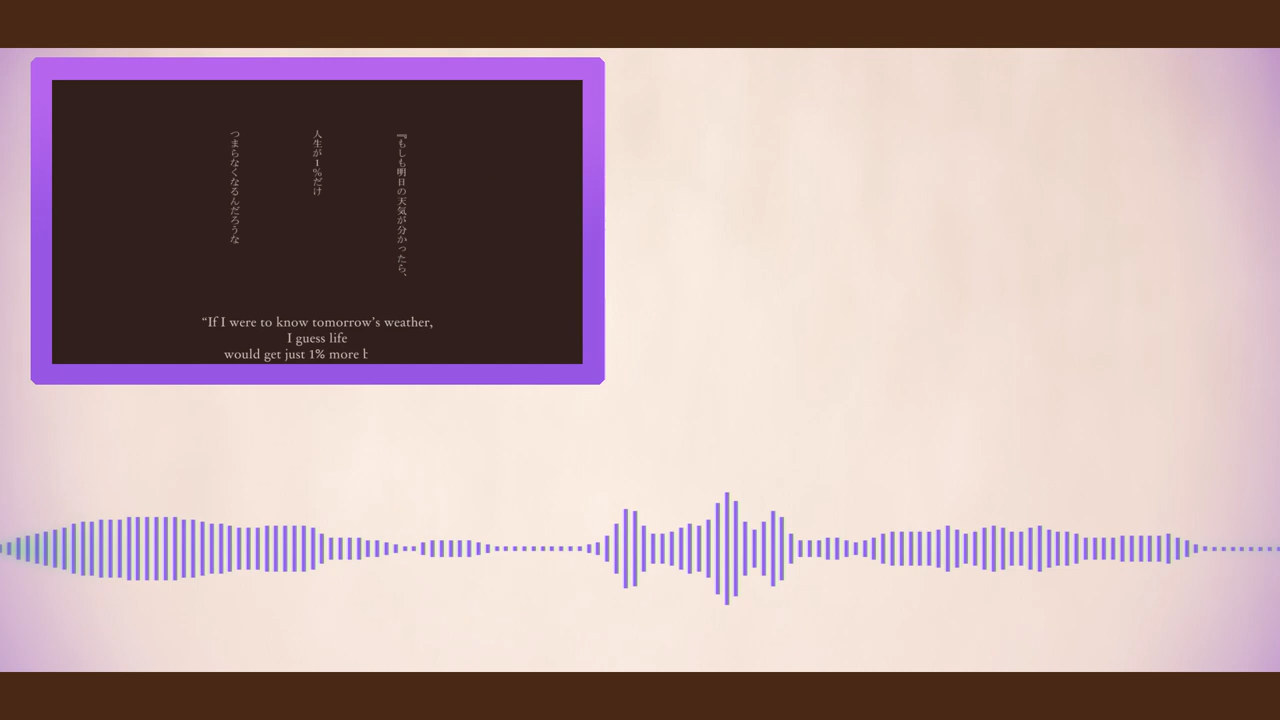 『もしも明日の天気が分かったら、
人生が1%だけ
つまらなくなるんだろうな
“If I were to know tomorrow’s weather,
I guess life
would get just 1% more b